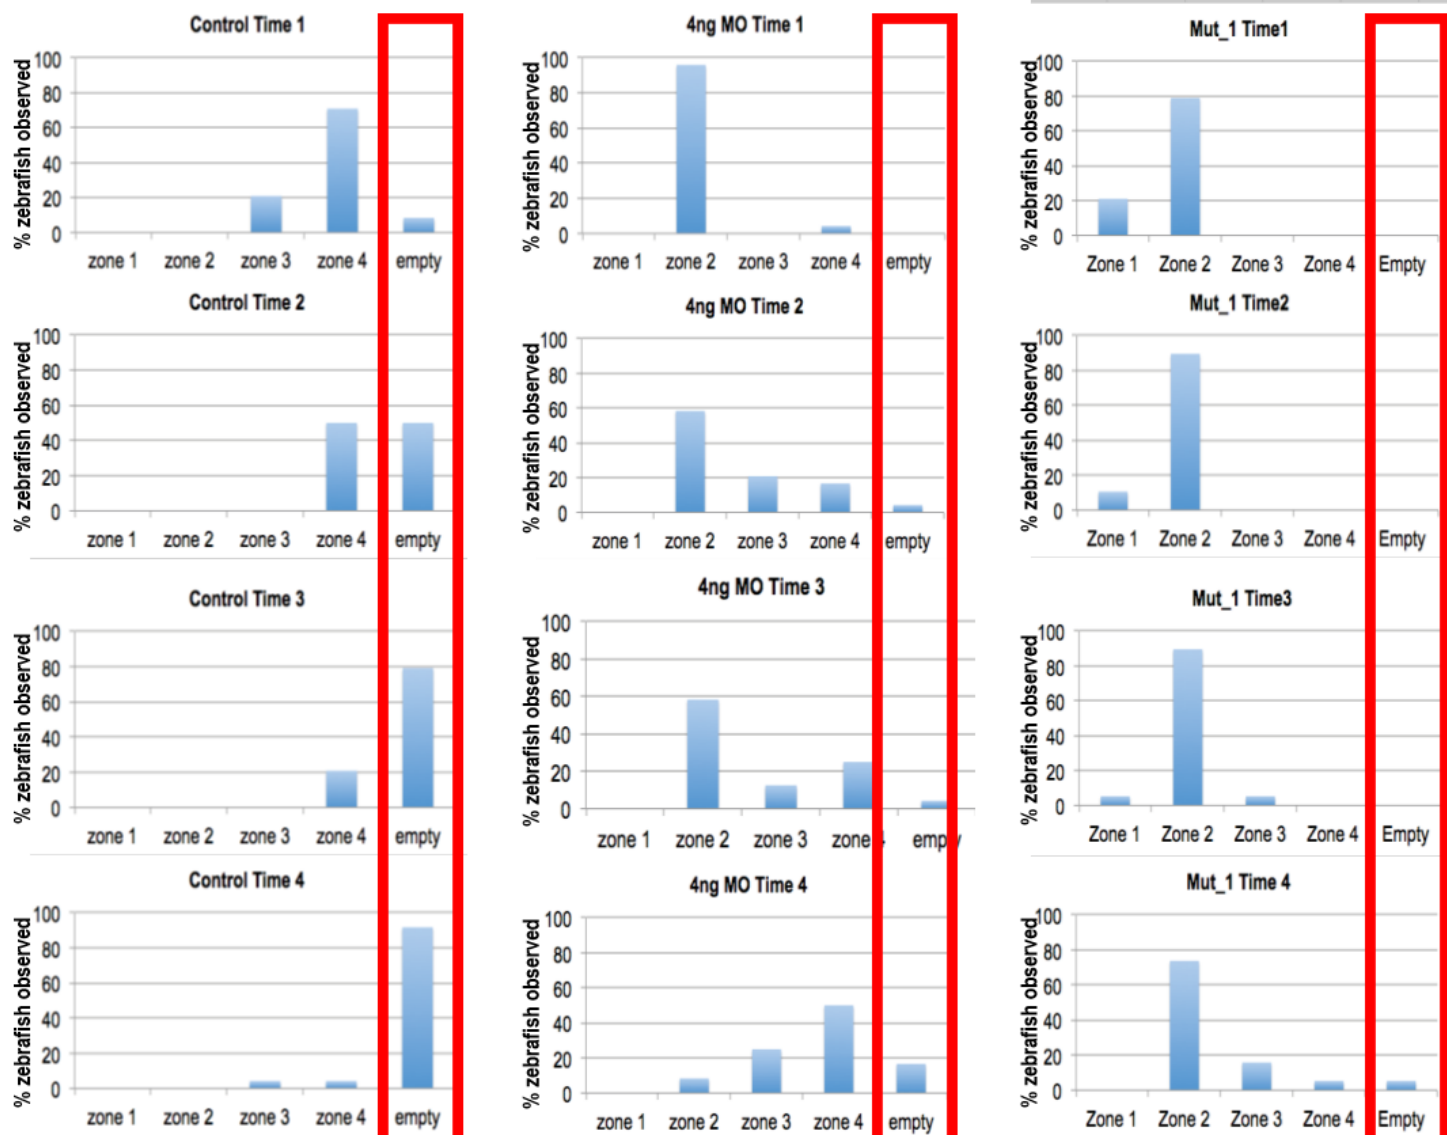 Control Time 1
% zebrafish observed
100
80
60
40
20
0
zone 1 zone 2 zone 3 zone 4 empty
4ng MO Time 1
% zebrafish observed
100
80
60
40
20
0
zone 1 zone 2 zone 3 zone 4 empty
Mut_1 Time1
% zebrafish observed
100
80
60
40
20
0
Zone 1 Zone 2 Zone 3 Zone 4 Empty
Control Time 2
% zebrafish observed
100
80
60
40
20
0
zone 1 zone 2 zone 3 zone 4 empty
4ng MO Time 2
% zebrafish observed
100
80
60
40
20
0
zone 1 zone 2 zone 3 zone 4 empty
Mut_1 Time2
% zebrafish observed
100
80
60
40
20
0
Zone 1 Zone 2 Zone 3 Zone 4 Empty
Control Time 3
% zebrafish observed
100
80
60
40
20
0
zone 1 zone 2 zone 3 zone 4 empty
4ng MO Time 3
% zebrafish observed
100
80
60
40
20
0
zone 1 zone 2 zone 3 zone 4 empty
Mut_1 Time3
% zebrafish observed
100
80
60
40
20
0
Zone 1 Zone 2 Zone 3 Zone 4 Empty
Control Time 4
% zebrafish observed
100
80
60
40
20
0
zone 1 zone 2 zone 3 zone 4 empty
4ng MO Time 4
% zebrafish observed
100
80
60
40
20
0
zone 1 zone 2 zone 3 zone 4 empty
Mut_1 Time 4
% zebrafish observed
100
80
60
40
20
0
Zone 1 Zone 2 Zone 3 Zone 4 Empty